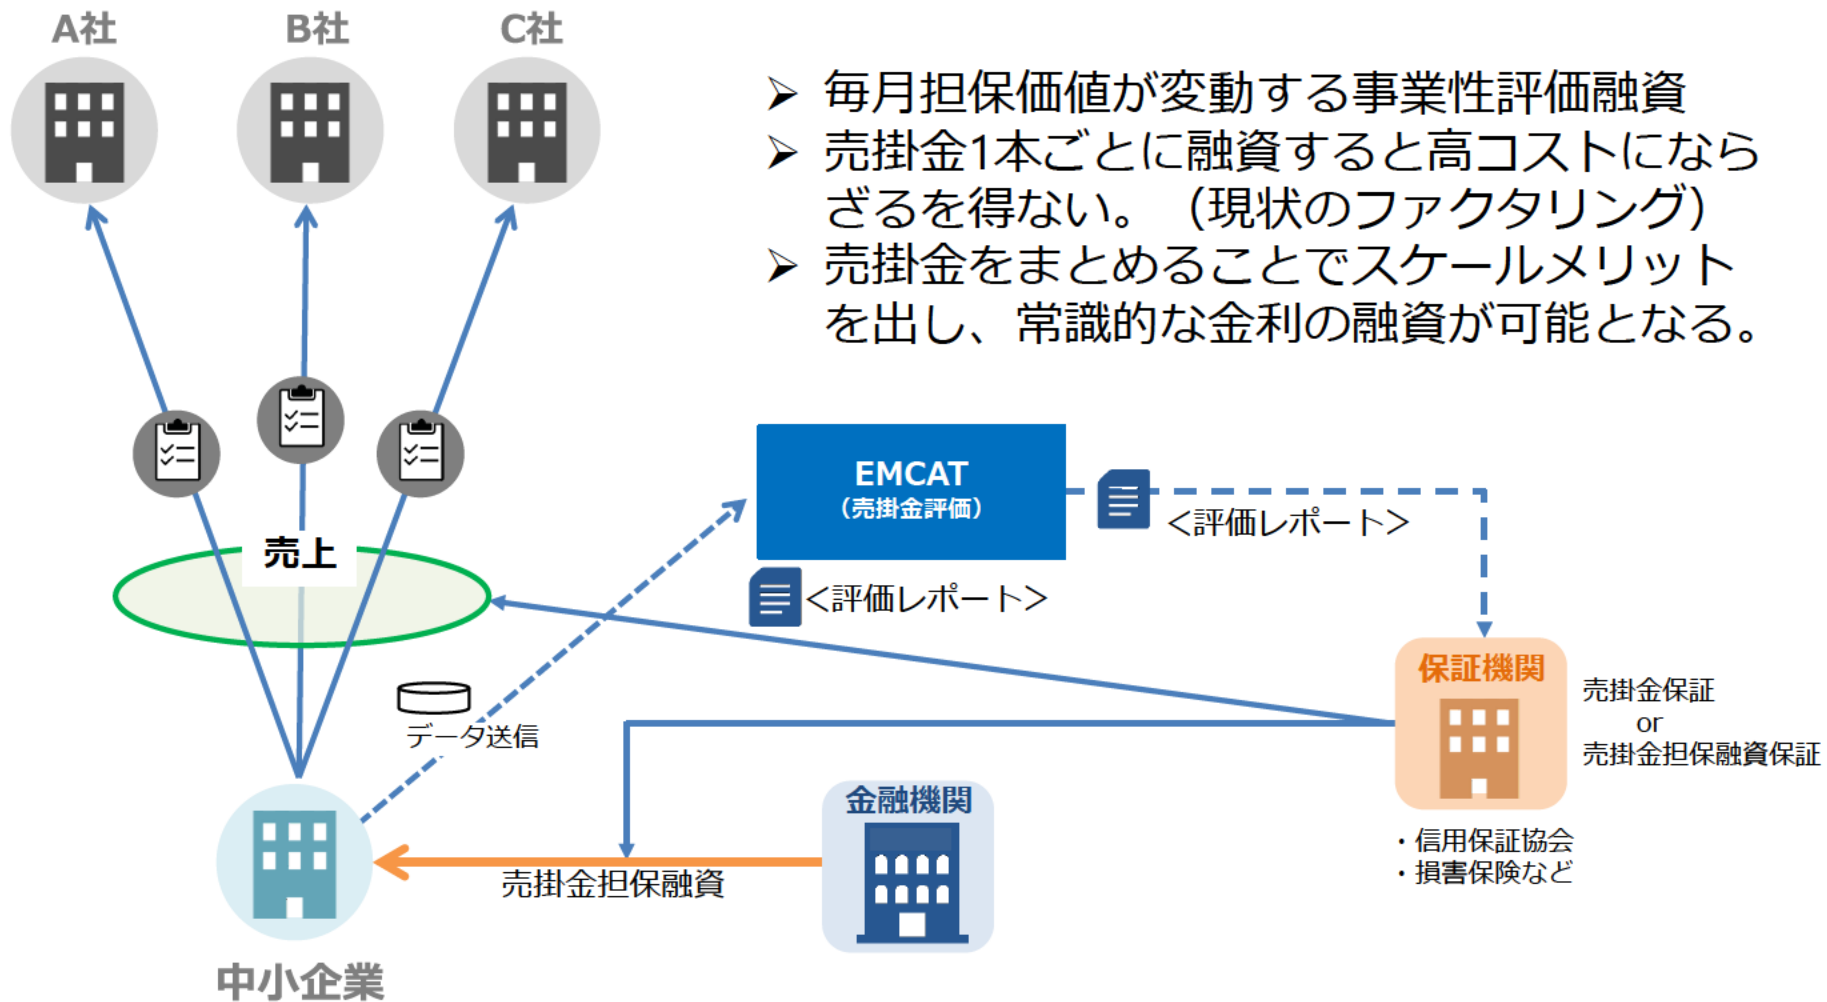 A社
B社
C社
➢ 毎月担保価値が変動する事業性評価融資
➢ 売掛金1本ごとに融資すると高コストになら
ざるを得ない。（現状のファクタリング）
➢ 売掛金をまとめることでスケールメリット
を出し、常識的な金利の融資が可能となる。
EMCAT
（売掛金評価）
＜評価レポート＞
売上
＜評価レポート＞
保証機関
売掛金保証
or
売掛金担保融資保証
データ送信
金融機関
・信用保証協会
・損害保険など
売掛金担保融資
中小企業